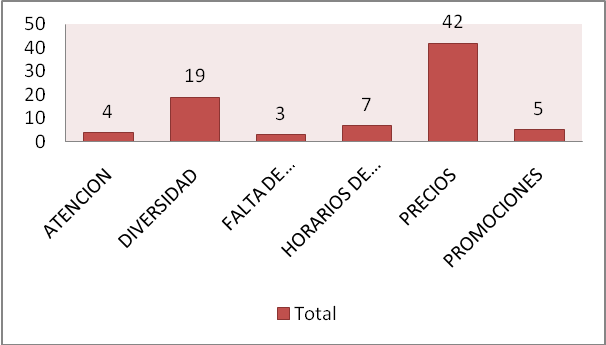 50
40
30
20
10
0
4
19
3
7
42
5
ATENCION
DIVERSIDAD
FALTA DE...
HORARIOS DE...
PRECIOS
PROMOCIONES
Total